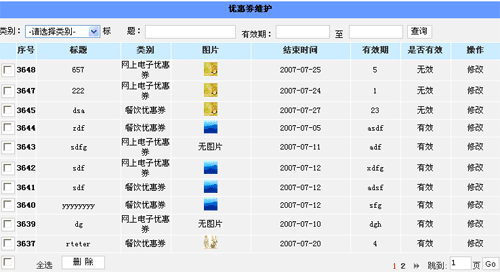 优惠券维护
类别： -请选择类别- 标 题： 有效期： 至 查询
序号 标题 类别 图片 结束时间 有效期 是否有效 操作
3648 657 网上电子优惠券 2007-07-25 5 无效 修改
3647 222 网上电子优惠券 2007-07-24 1 无效 修改
3645 dsa 餐饮优惠券 2007-07-27 23 无效 修改
3644 rdf 餐饮优惠券 2007-07-05 asdf 有效 修改
3643 sdfg 网上电子优惠券 无图片 2007-07-11 adf 有效 修改
3642 sdf 网上电子优惠券 2007-07-12 xdfg 有效 修改
3641 sdf 餐饮优惠券 2007-07-12 adsf 有效 修改
3640 yyyyyyyy 餐饮优惠券 2007-07-12 sfg 有效 修改
3639 dg 网上电子优惠券 无图片 2007-07-10 dgh 有效 修改
3637 rteter 餐饮优惠券 2007-07-20 4 有效 修改
全选 删 除 1 2 跳到: 1 页 Go